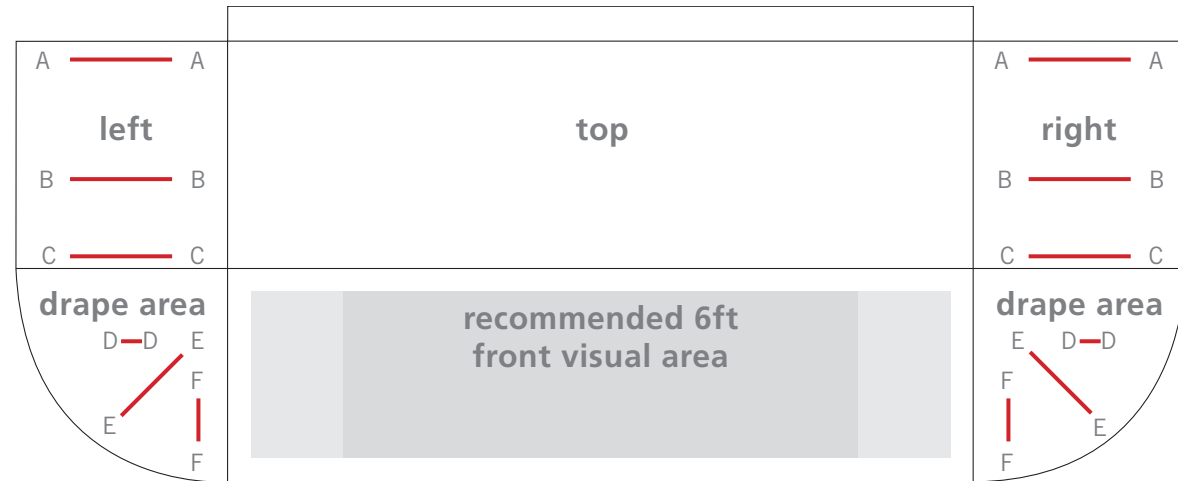 A A
A A
left
top
right
B B
B B
C C
C C
drape area
recommended 6ft
front visual area
drape area
D D E
E D D
F
F
E
E
F
F